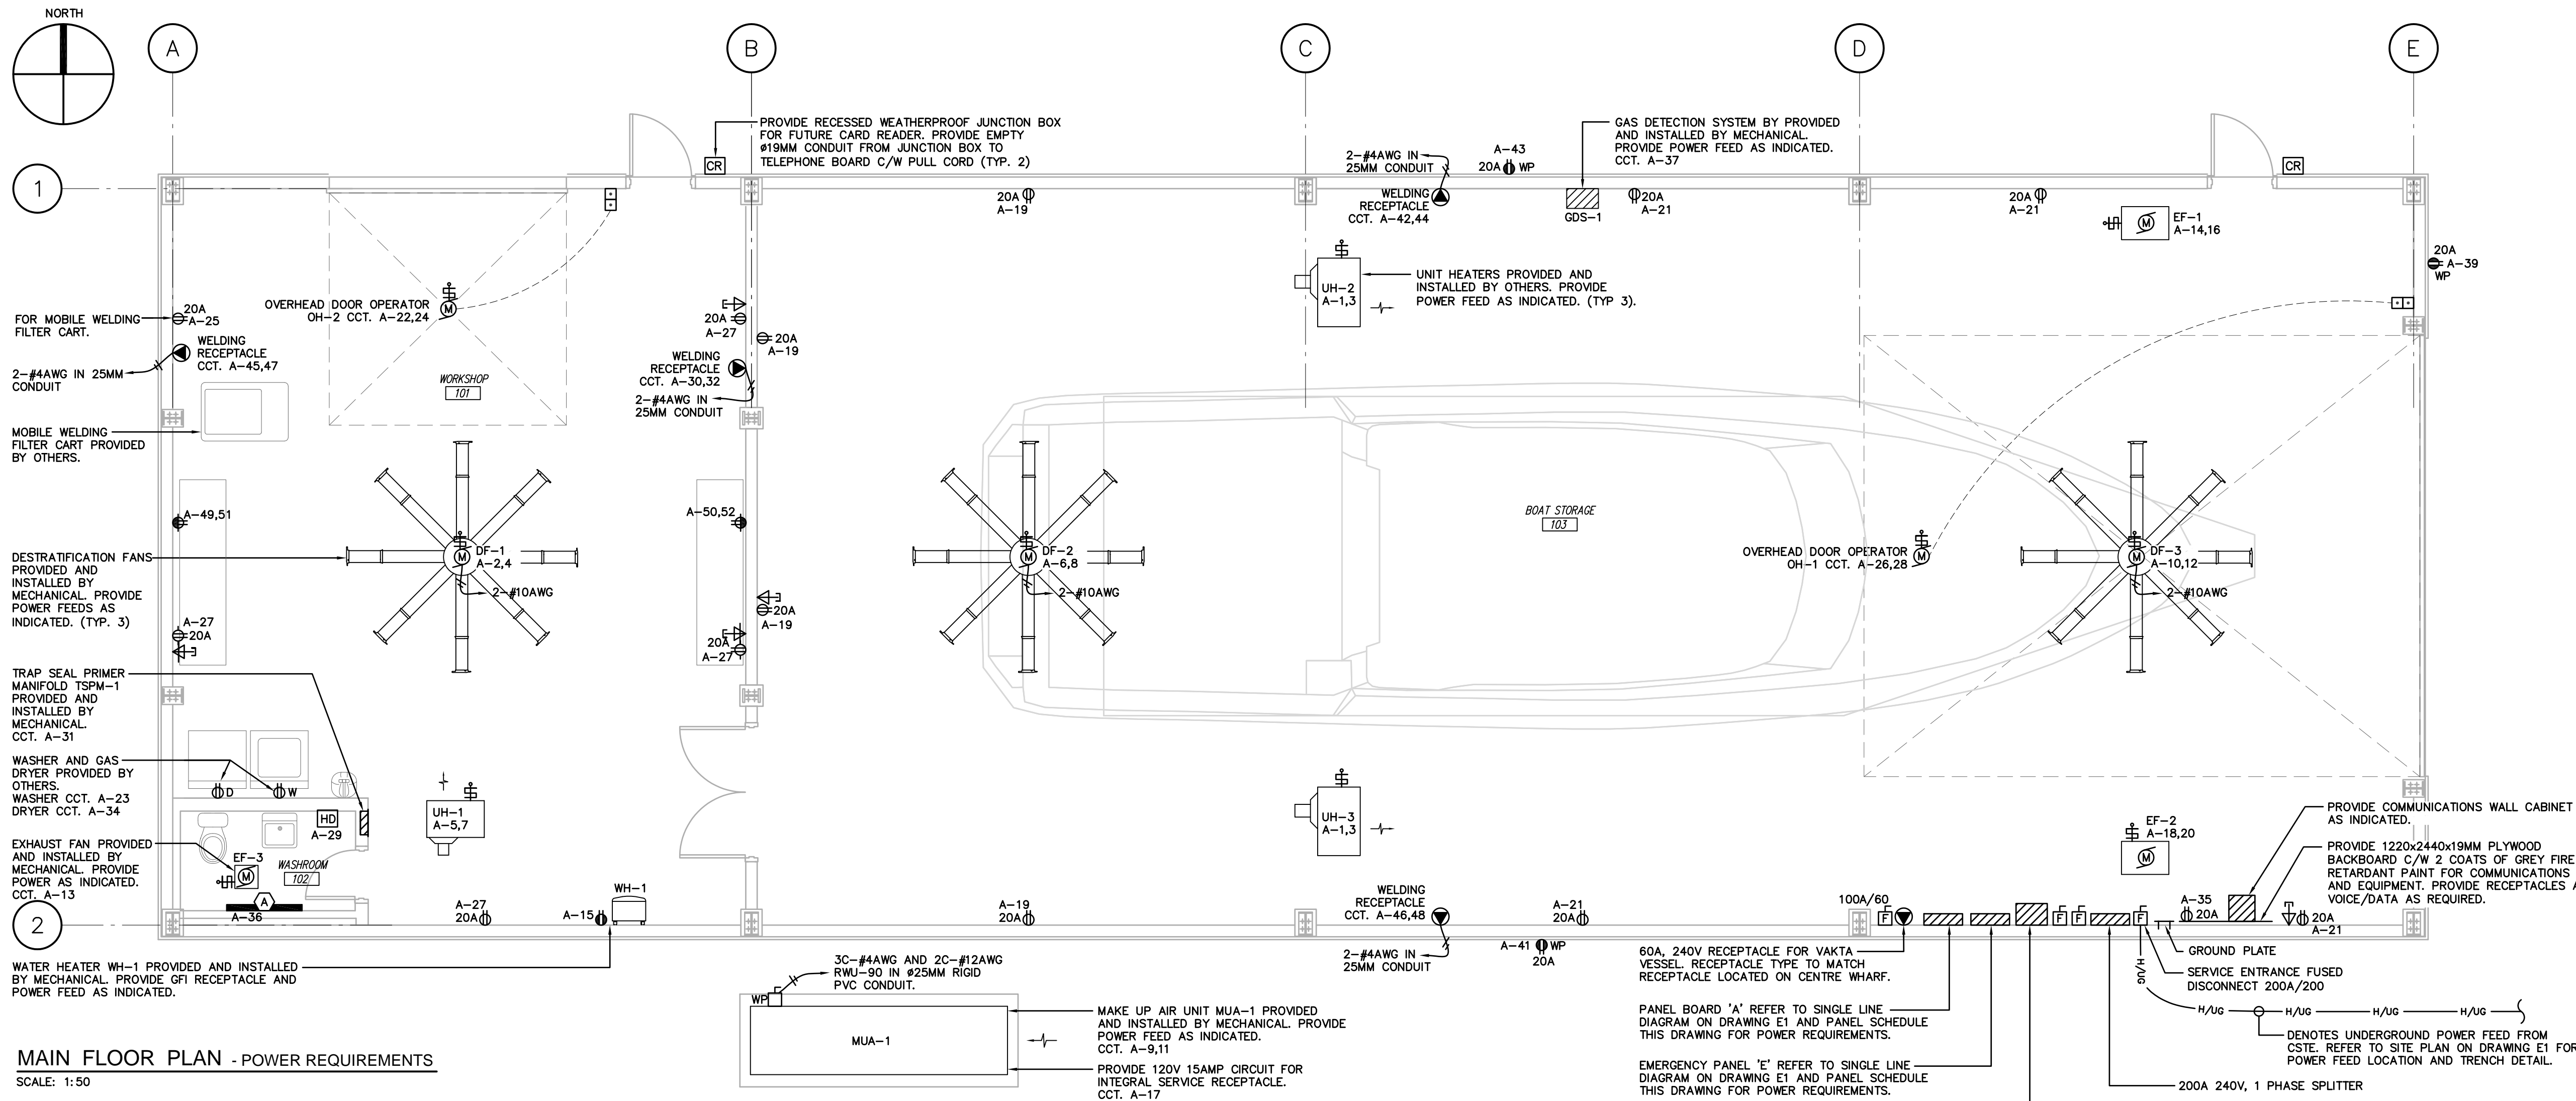 NORTH
A
B
C
D
E
1
2
PROVIDE RECESSED WEATHERPROOF JUNCTION BOX
FOR FUTURE CARD READER. PROVIDE EMPTY
ø19MM CONDUIT FROM JUNCTION BOX TO
TELEPHONE BOARD C/W PULL CORD (TYP. 2)
CR
2-#4AWG IN
25MM CONDUIT
A-43
20A WP
GAS DETECTION SYSTEM BY PROVIDED
AND INSTALLED BY MECHANICAL.
PROVIDE POWER FEED AS INDICATED.
CCT. A-37
CR
20A
A-19
WELDING
RECEPTACLE
CCT. A-42,44
GDS-1
20A
A-21
20A
A-21
M
EF-1
A-14,16
20A
A-39
WP
UH-2
A-1,3
UNIT HEATERS PROVIDED AND
INSTALLED BY OTHERS. PROVIDE
POWER FEED AS INDICATED. (TYP 3).
OVERHEAD DOOR OPERATOR
OH-2 CCT. A-22,24
M
FOR MOBILE WELDING
FILTER CART.
20A
A-25
WELDING
RECEPTACLE
CCT. A-45,47
2-#4AWG IN 25MM
CONDUIT
20A
A-27
20A
A-19
WELDING
RECEPTACLE
CCT. A-30,32
2-#4AWG IN
25MM CONDUIT
WORKSHOP
101
MOBILE WELDING
FILTER CART PROVIDED
BY OTHERS.
A-49,51
A-50,52
BOAT STORAGE
103
DESTRATIFICATION FANS
PROVIDED AND
INSTALLED BY
MECHANICAL. PROVIDE
POWER FEEDS AS
INDICATED. (TYP. 3)
M
DF-1
A-2,4
2-#10AWG
M
DF-2
A-6,8
2-#10AWG
OVERHEAD DOOR OPERATOR
OH-1 CCT. A-26,28
M
M
DF-3
A-10,12
2-#10AWG
A-27
20A
20A
A-19
20A
A-27
TRAP SEAL PRIMER
MANIFOLD TSPM-1
PROVIDED AND
INSTALLED BY
MECHANICAL.
CCT. A-31
WASHER AND GAS
DRYER PROVIDED BY
OTHERS.
WASHER CCT. A-23
DRYER CCT. A-34
D
W
HD
A-29
UH-1
A-5,7
UH-3
A-1,3
EXHAUST FAN PROVIDED
AND INSTALLED BY
MECHANICAL. PROVIDE
POWER AS INDICATED.
CCT. A-13
EF-3
M
WASHROOM
102
A
A-36
A-27
20A
WH-1
A-15
A-19
20A
WELDING
RECEPTACLE
CCT. A-46,48
A-21
20A
2-#4AWG IN
25MM CONDUIT
A-41 WP
20A
EF-2
A-18,20
M
PROVIDE COMMUNICATIONS WALL CABINET
AS INDICATED.
PROVIDE 1220x2440x19MM PLYWOOD
BACKBOARD C/W 2 COATS OF GREY FIRE
RETARDANT PAINT FOR COMMUNICATIONS
AND EQUIPMENT. PROVIDE RECEPTACLES
VOICE/DATA AS REQUIRED.
100A/60
F
F
F
F
A-35
20A
20A
A-21
GROUND PLATE
SERVICE ENTRANCE FUSED
DISCONNECT 200A/200
H/UG
H/UG
H/UG
H/UG
H/UG
DENOTES UNDERGROUND POWER FEED FROM
CSTE. REFER TO SITE PLAN ON DRAWING E1 FOR
POWER FEED LOCATION AND TRENCH DETAIL.
200A 240V, 1 PHASE SPLITTER
60A, 240V RECEPTACLE FOR VAKTA
VESSEL. RECEPTACLE TYPE TO MATCH
RECEPTACLE LOCATED ON CENTRE WHARF.
PANEL BOARD 'A' REFER TO SINGLE LINE
DIAGRAM ON DRAWING E1 AND PANEL SCHEDULE
THIS DRAWING FOR POWER REQUIREMENTS.
EMERGENCY PANEL 'E' REFER TO SINGLE LINE
DIAGRAM ON DRAWING E1 AND PANEL SCHEDULE
THIS DRAWING FOR POWER REQUIREMENTS.
WATER HEATER WH-1 PROVIDED AND INSTALLED
BY MECHANICAL. PROVIDE GFI RECEPTACLE AND
POWER FEED AS INDICATED.
3C-#4AWG AND 2C-#12AWG
RWU-90 IN ø25MM RIGID
PVC CONDUIT.
WP
MUA-1
MAKE UP AIR UNIT MUA-1 PROVIDED
AND INSTALLED BY MECHANICAL. PROVIDE
POWER FEED AS INDICATED.
CCT. A-9,11
PROVIDE 120V 15AMP CIRCUIT FOR
INTEGRAL SERVICE RECEPTACLE.
CCT. A-17
MAIN FLOOR PLAN - POWER REQUIREMENTS
SCALE: 1:50